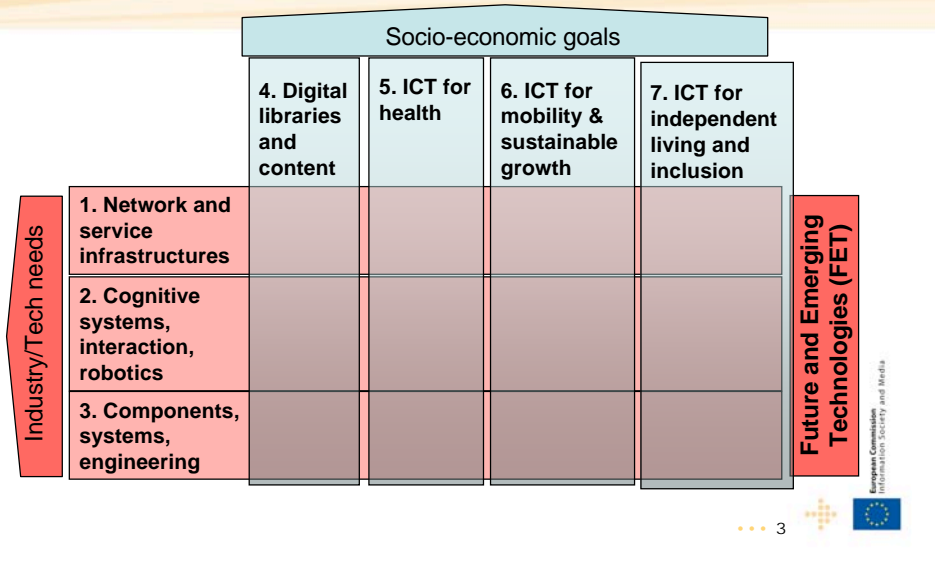 Socio-economic goals
4. Digital
libraries
and
content
5. ICT for
health
6. ICT for
mobility &
sustainable
growth
7. ICT for
independent
living and
inclusion
Industry/Tech needs
1. Network and
service
infrastructures
2. Cognitive
systems,
interaction,
robotics
3. Components,
systems,
engineering
Future and Emerging
Technologies (FET)
European Commission
Information Society and Media
••• 3